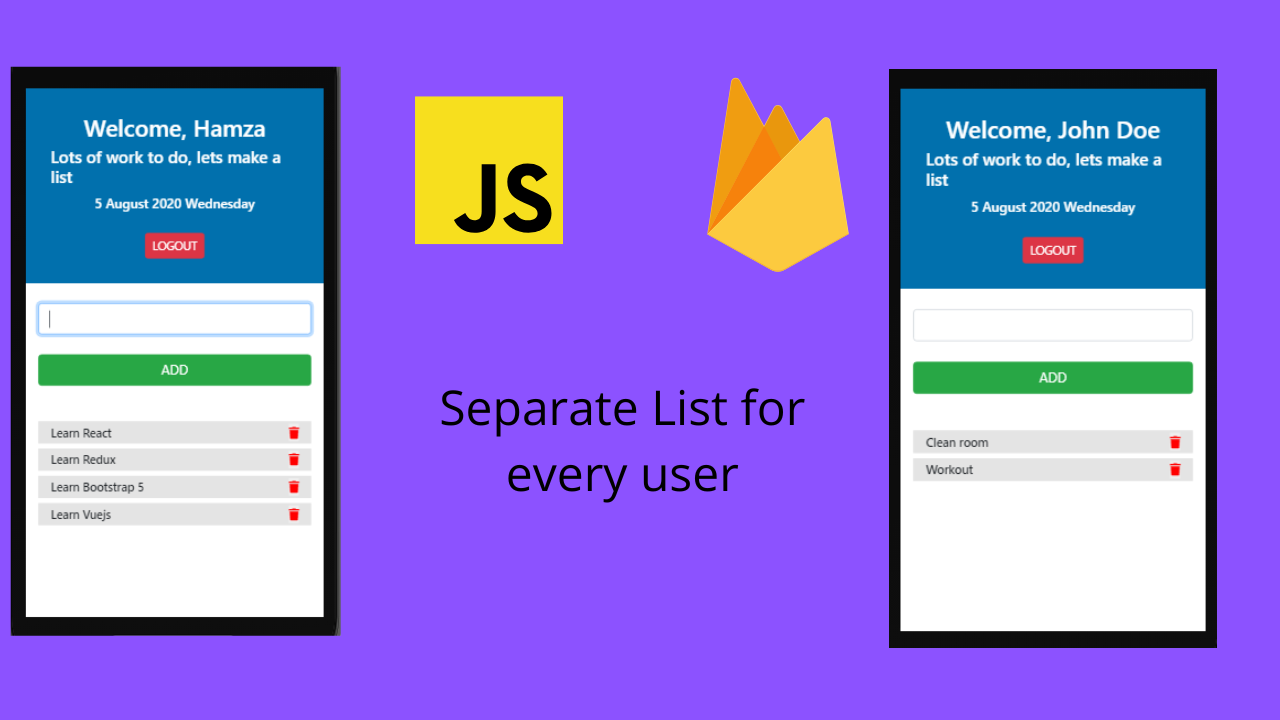 Welcome, Hamza
Lots of work to do, lets make a
list
5 August 2020 Wednesday
LOGOUT
ADD
Learn React
Learn Redux
Learn Bootstrap 5
Learn Vuejs
JS
Separate List for
every user
Welcome, John Doe
Lots of work to do, lets make a
list
5 August 2020 Wednesday
LOGOUT
ADD
Clean room
Workout